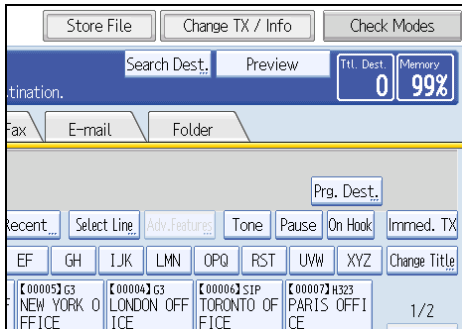 Store File Change TX / Info Check Modes
Search Dest. Preview Ttl. Dest. Memory
tination. 0 99%
Fax E-mail Folder
Prg. Dest.
Recent Select Line Adv.Features Tone Pause On Hook Immed. TX
EF GH IJK LMN OPQ RST UVW XYZ Change Title
【00005】G3 【00004】G3 【00006】SIP 【00007】H323
F NEW YORK O LONDON OFF TORONTO OF PARIS OFFI 1/2
FFICE ICE FICE CE